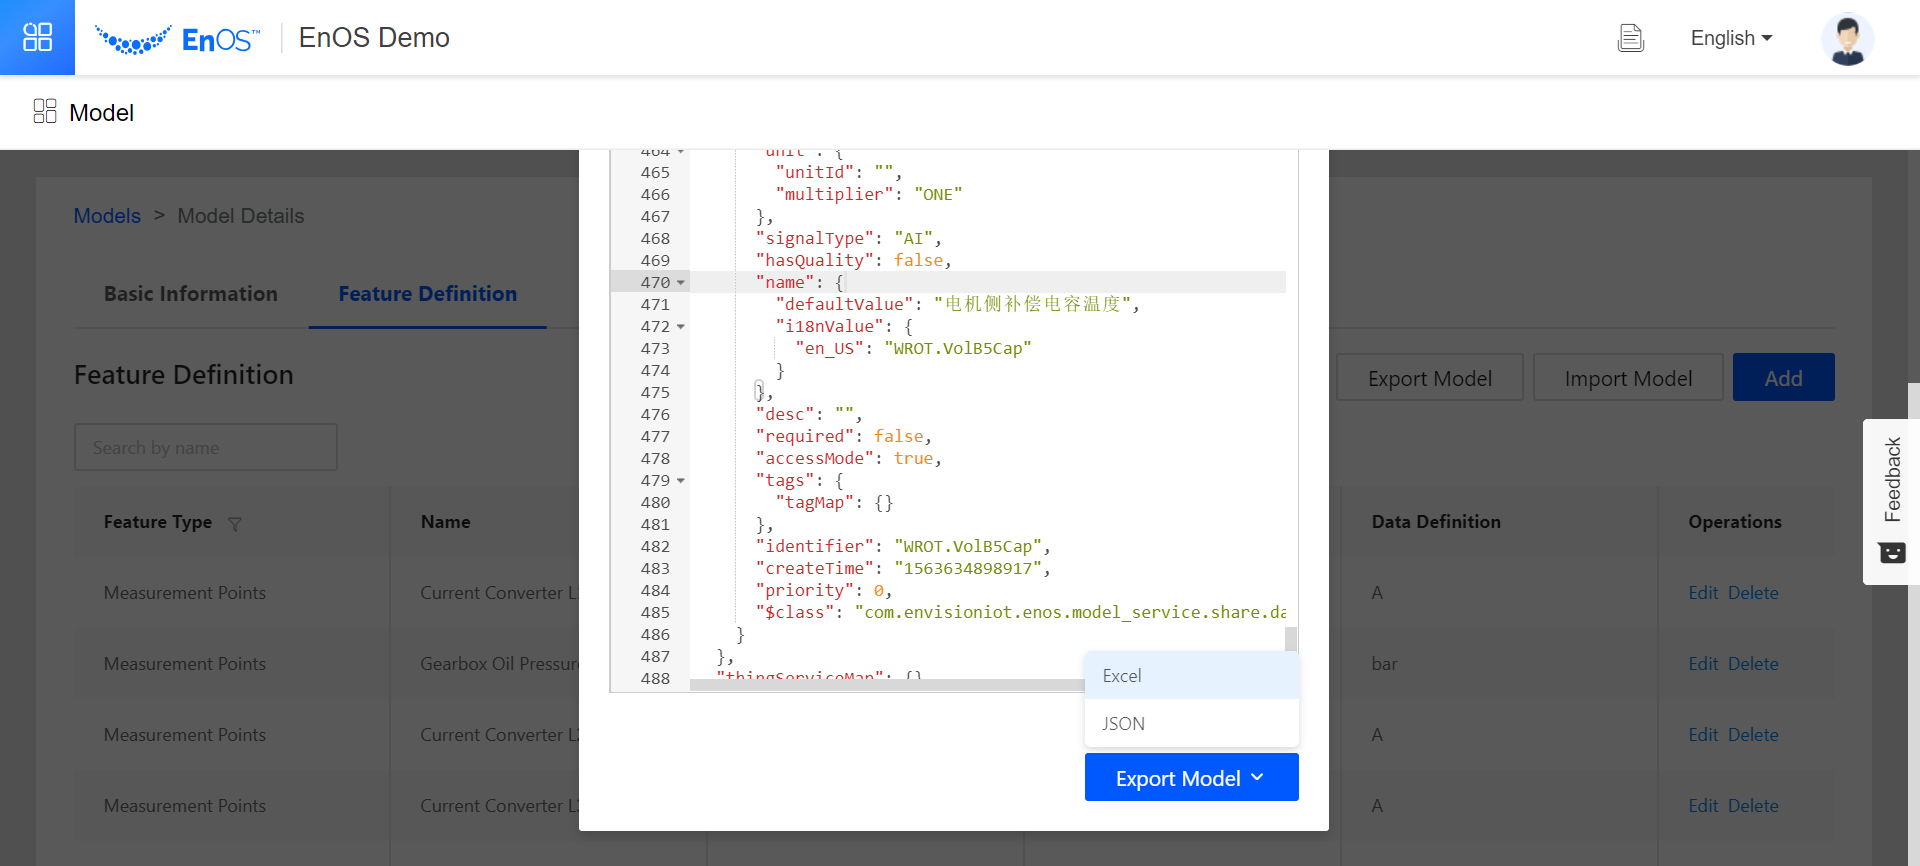 EnOS™ EnOS Demo English
Model
Models > Model Details
Basic Information Feature Definition
Feature Definition
Export Model Import Model Add
Search by name
Feature Type Name Data Definition Operations
Measurement Points Current Converter L A Edit Delete
Measurement Points Gearbox Oil Pressure bar Edit Delete
Measurement Points Current Converter L2 A Edit Delete
Measurement Points Current Converter L3 A Edit Delete
464 "unit": {
465 "unitId": "",
466 "multiplier": "ONE"
467 },
468 "signalType": "AI",
469 "hasQuality": false,
470 "name": {
471 "defaultValue": "电机侧补偿电容温度",
472 "i18nValue": {
473 "en_US": "WROT.VolB5Cap"
474 }
475 },
476 "desc": "",
477 "required": false,
478 "accessMode": true,
479 "tags": {
480 "tagMap": {}
481 },
482 "identifier": "WROT.VolB5Cap",
483 "createTime": "1563634898917",
484 "priority": 0,
485 "$class": "com.envisioniot.enos.model_service.share.da
486 }
487 },
488 "thingServiceMap": {}
Excel
JSON
Export Model
Feedback